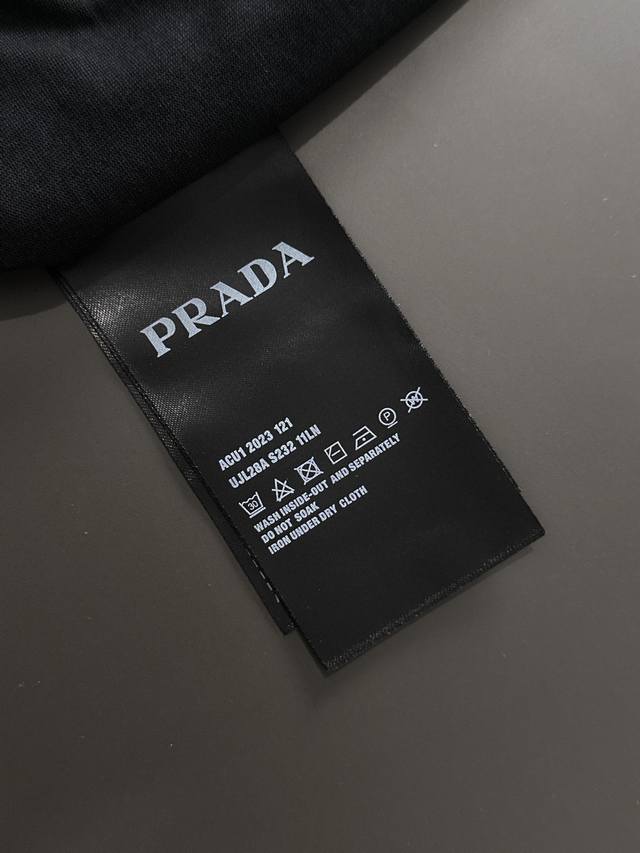 PRADA
ACU1 2023 121
UJL28A S232 11LN
30 P W
WASH INSIDE-OUT AND SEPARATELY
DO NOT SOAK
IRON UNDER DRY CLOTH